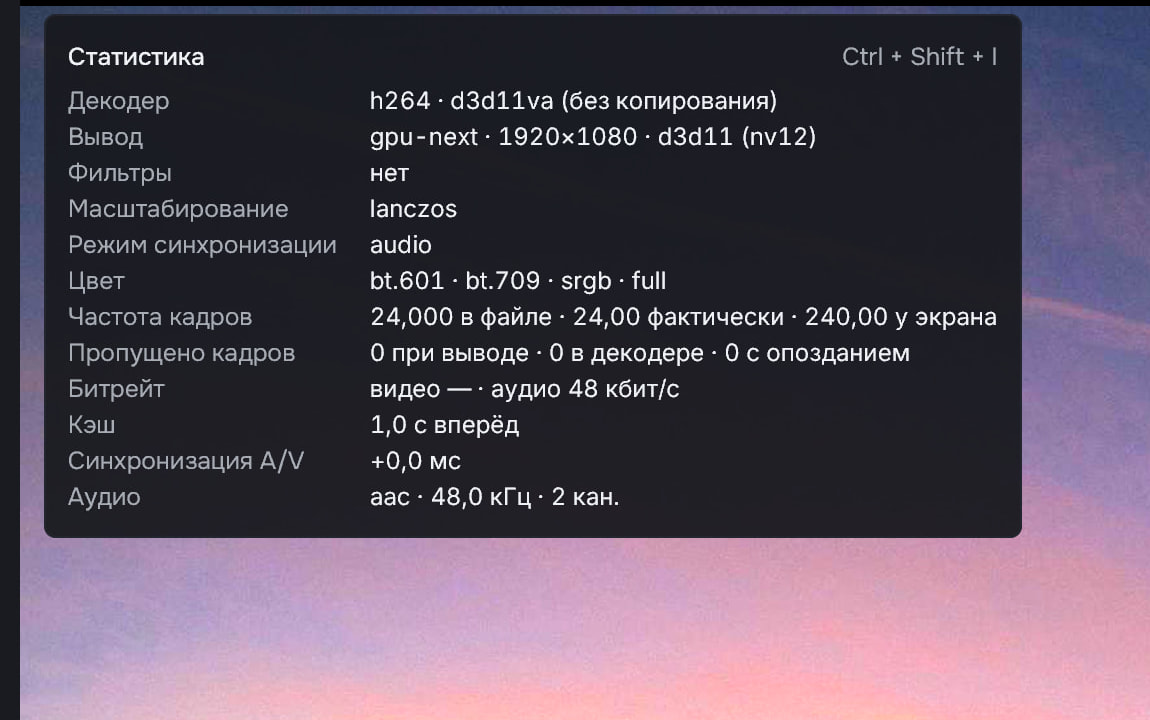 Статистика Ctrl + Shift + I
Декодер h264 · d3d11va (без копирования)
Вывод gpu-next · 1920×1080 · d3d11 (nv12)
Фильтры нет
Масштабирование lanczos
Режим синхронизации audio
Цвет bt.601 · bt.709 · srgb · full
Частота кадров 24,000 в файле · 24,00 фактически · 240,00 у экрана
Пропущено кадров 0 при выводе · 0 в декодере · 0 с опозданием
Битрейт видео — · аудио 48 кбит/с
Кэш 1,0 с вперёд
Синхронизация A/V +0,0 мс
Аудио aac · 48,0 кГц · 2 кан.